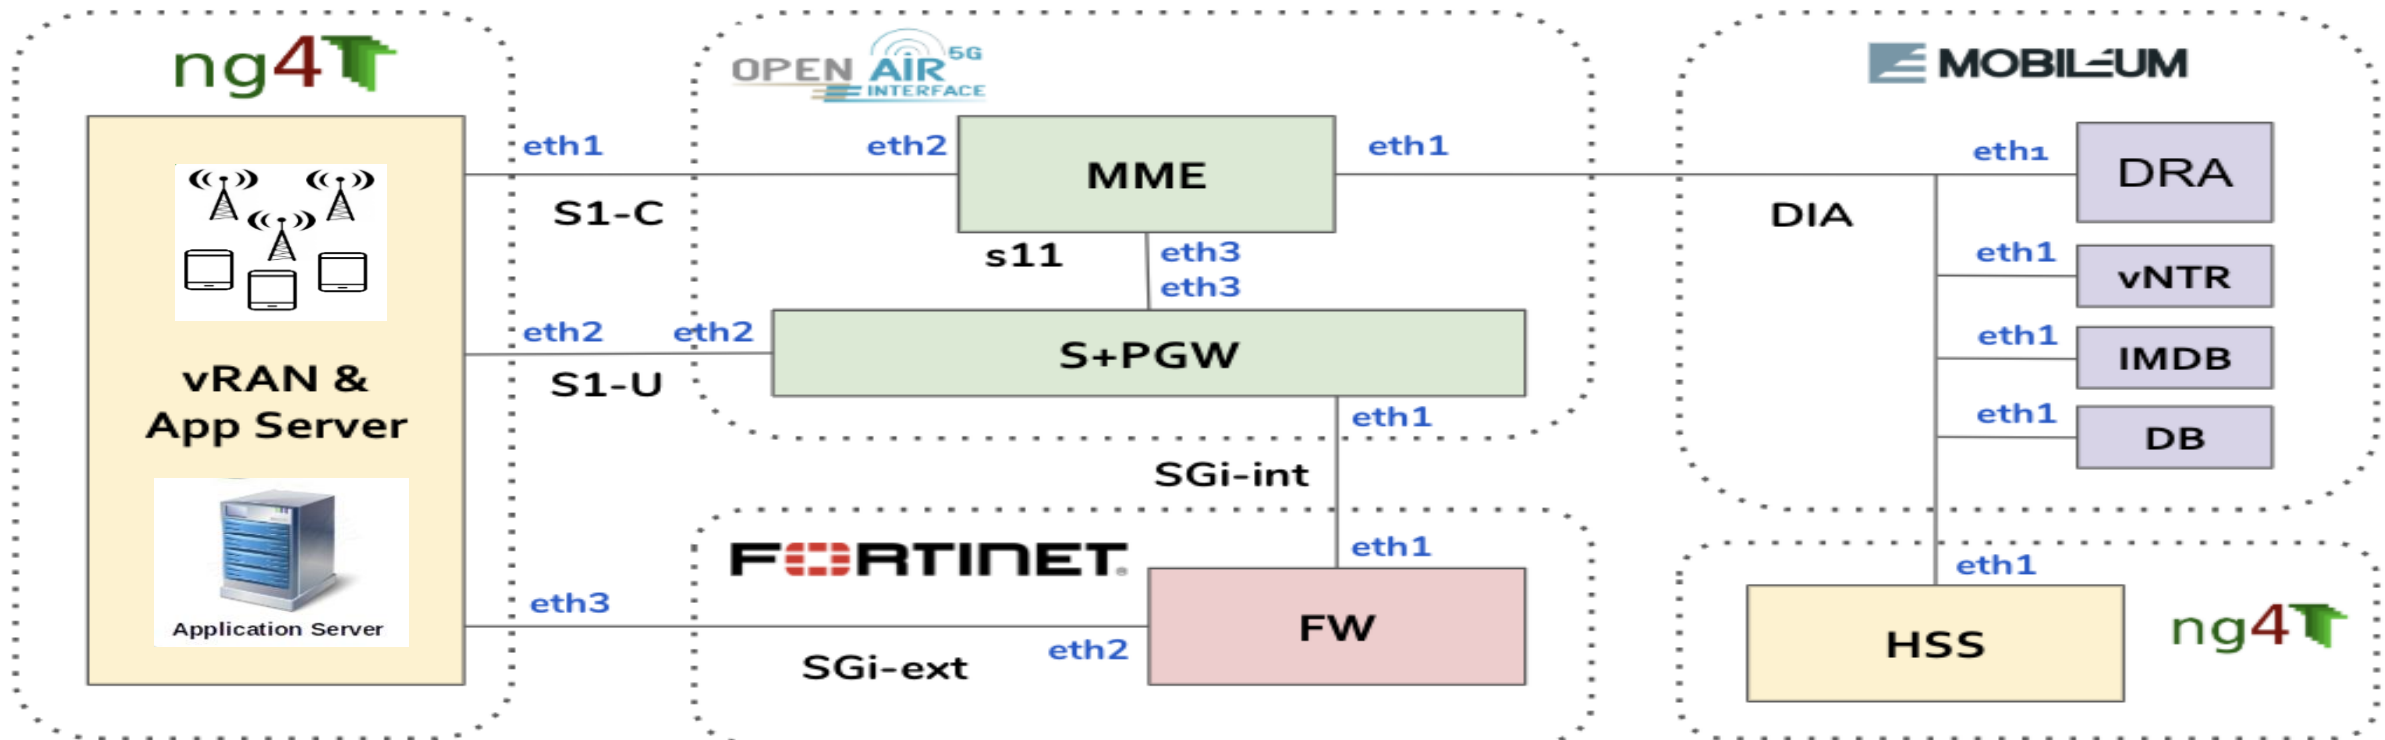 ng4T
eth1
S1-C
eth2
S1-U
eth3
vRAN &
App Server
Application Server
OPEN AIR 5G
INTERFACE
eth2
MME
eth1
s11
eth3
eth3
eth2
S+PGW
eth1
SGi-int
FORTINET
eth1
FW
eth2
SGi-ext
MOBILEUM
DIA
eth1
DRA
eth1
vNTR
eth1
IMDB
eth1
DB
eth1
HSS
ng4T